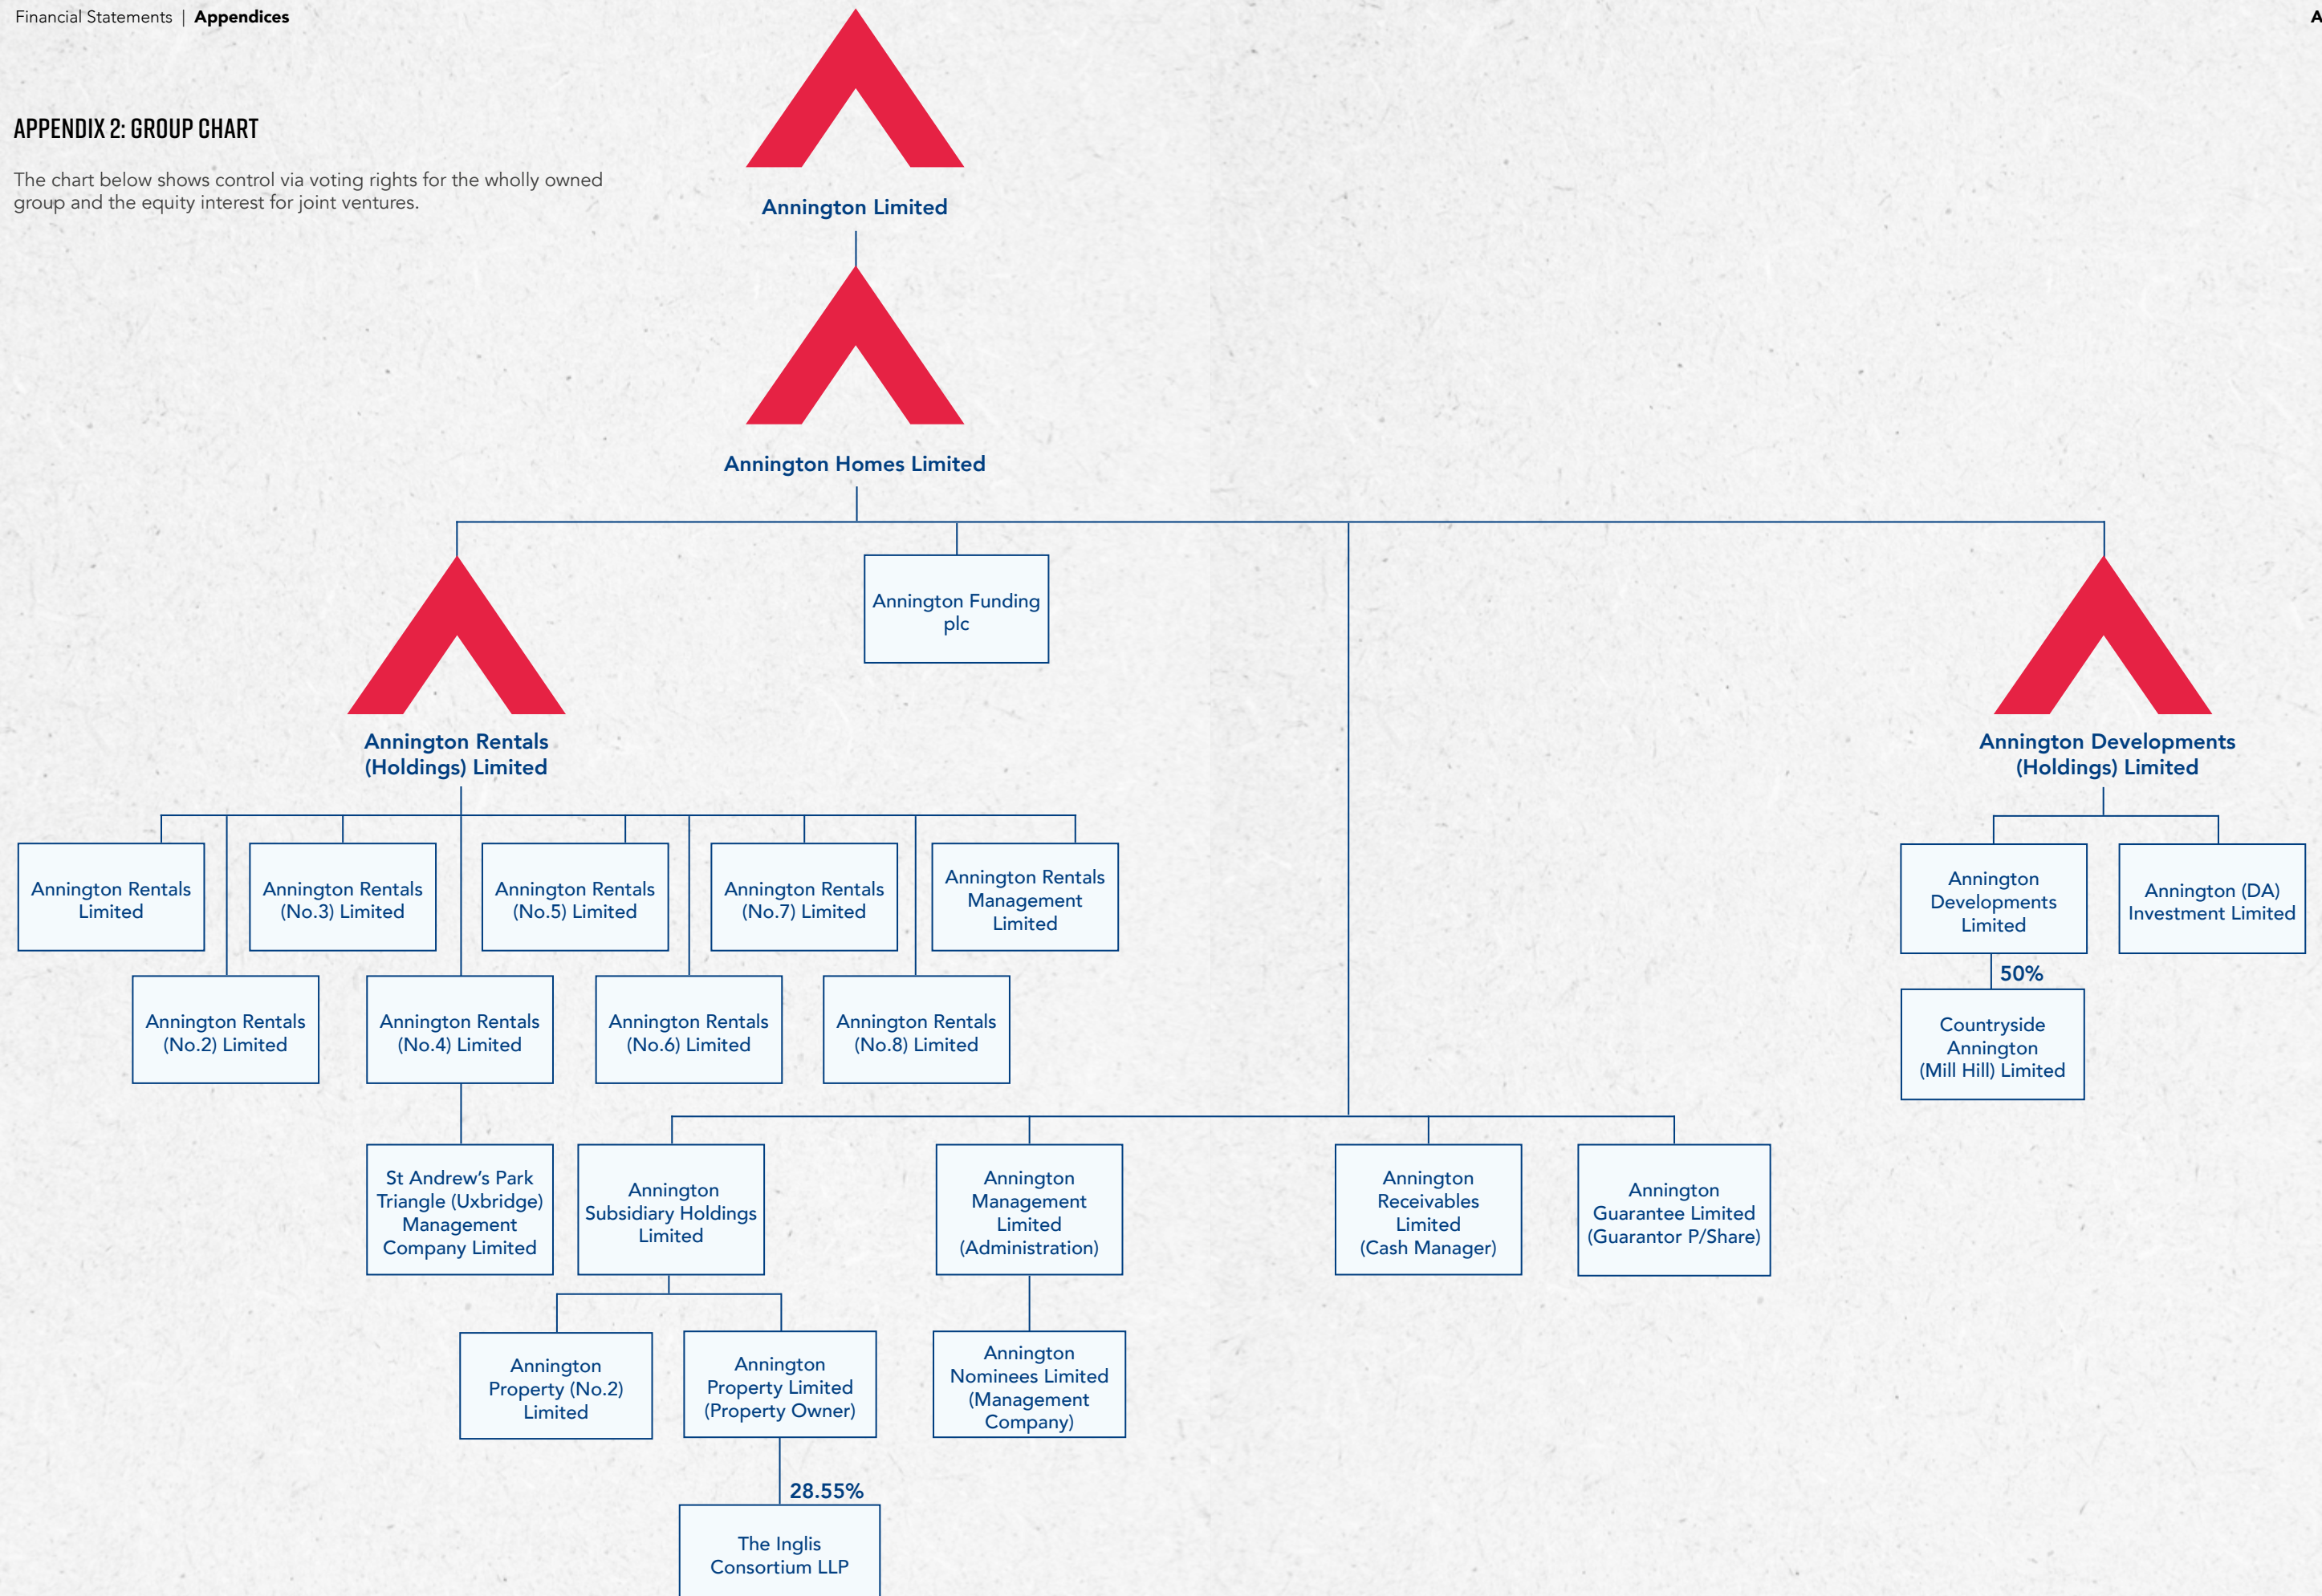 Financial Statements | Appendices
A
APPENDIX 2: GROUP CHART
The chart below shows control via voting rights for the wholly owned
group and the equity interest for joint ventures.
Annington Limited
Annington Homes Limited
Annington Funding
plc
Annington Rentals
(Holdings) Limited
Annington Developments
(Holdings) Limited
Annington Rentals
Limited
Annington Rentals
(No.3) Limited
Annington Rentals
(No.5) Limited
Annington Rentals
(No.7) Limited
Annington Rentals
Management
Limited
Annington
Developments
Limited
Annington (DA)
Investment Limited
50%
Annington Rentals
(No.2) Limited
Annington Rentals
(No.4) Limited
Annington Rentals
(No.6) Limited
Annington Rentals
(No.8) Limited
Countryside
Annington
(Mill Hill) Limited
St Andrew’s Park
Triangle (Uxbridge)
Management
Company Limited
Annington
Subsidiary Holdings
Limited
Annington
Management
Limited
(Administration)
Annington
Receivables
Limited
(Cash Manager)
Annington
Guarantee Limited
(Guarantor P/Share)
Annington
Property (No.2)
Limited
Annington
Property Limited
(Property Owner)
Annington
Nominees Limited
(Management
Company)
28.55%
The Inglis
Consortium LLP